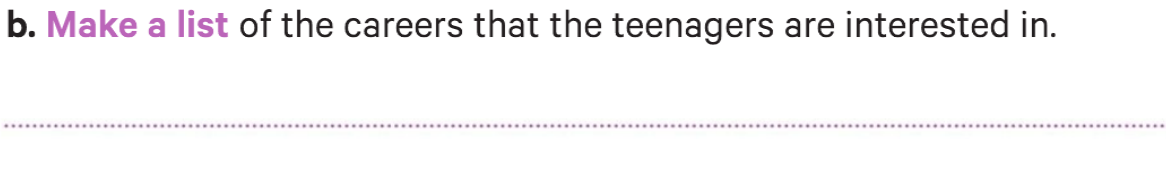 b. Make a list of the careers that the teenagers are interested in.